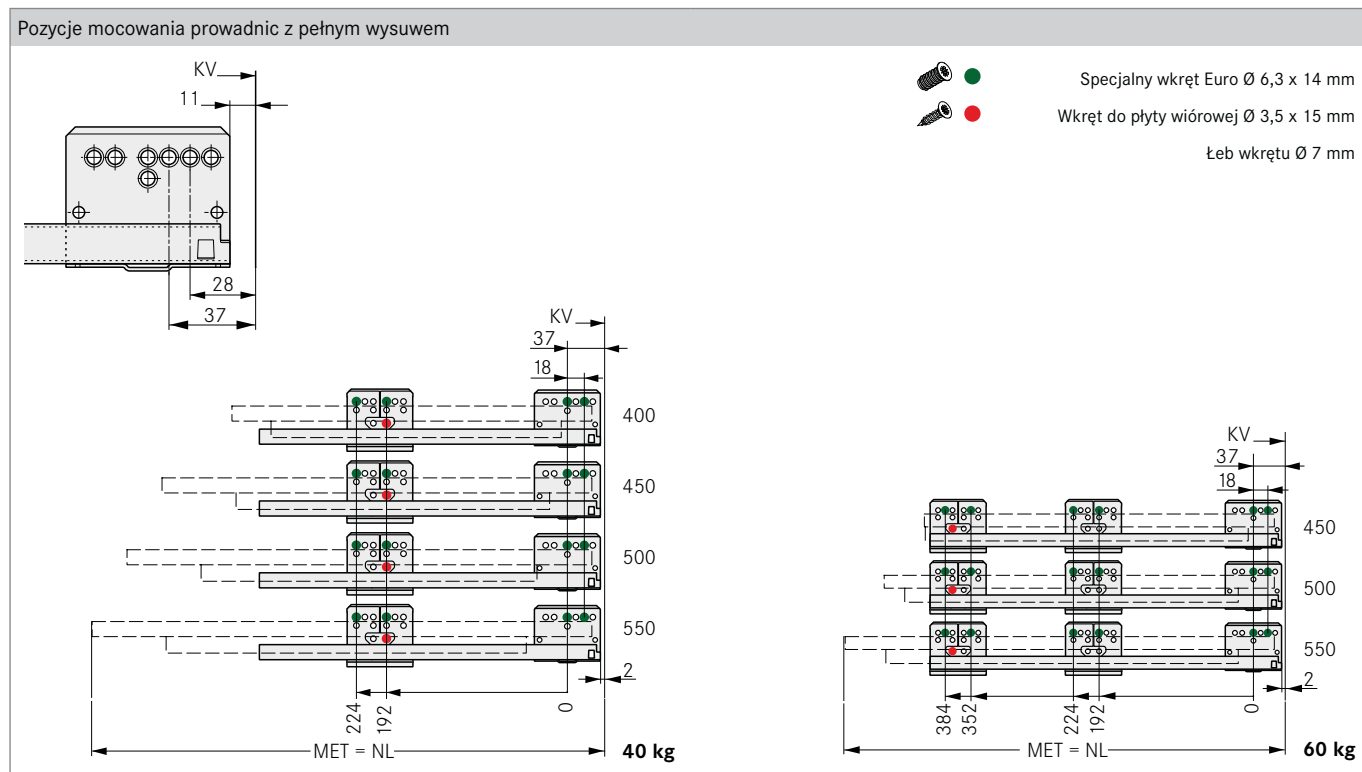 Pozycje mocowania prowadnic z pełnym wysuwem
KV
11
28
37
Specjalny wkręt Euro Ø 6,3 x 14 mm
Wkręt do płyty wiórowej Ø 3,5 x 15 mm
Łeb wkrętu Ø 7 mm
KV
37
18
400
450
500
550
2
224
192
0
MET = NL
40 kg
KV
37
18
450
500
550
2
384
352
224
192
0
MET = NL
60 kg